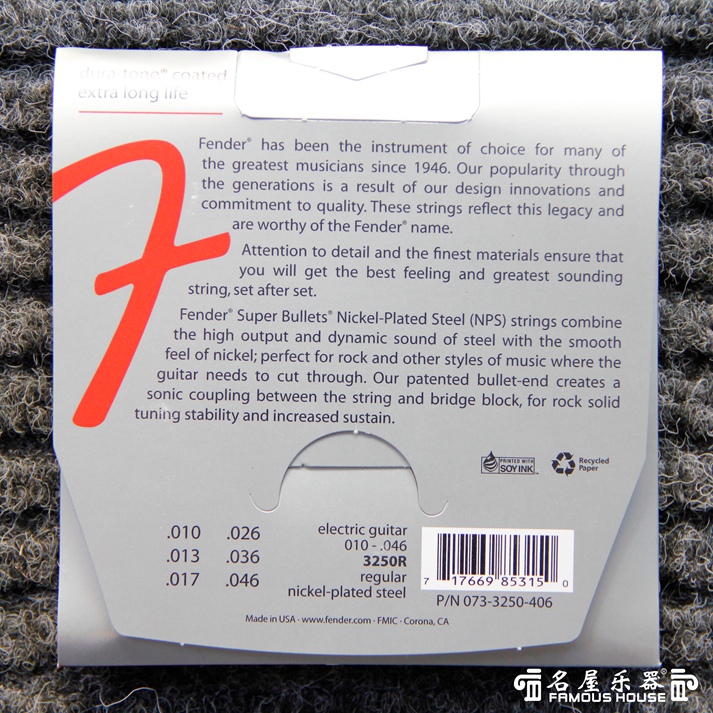 dura-tone® coated
extra long life
Fender® has been the instrument of choice for many of
the greatest musicians since 1946. Our popularity through
the generations is a result of our design innovations and
commitment to quality. These strings reflect this legacy and
are worthy of the Fender® name.
Attention to detail and the finest materials ensure that
you will get the best feeling and greatest sounding
string, set after set.
Fender® Super Bullets® Nickel-Plated Steel (NPS) strings combine
the high output and dynamic sound of steel with the smooth
feel of nickel; perfect for rock and other styles of music where the
guitar needs to cut through. Our patented bullet-end creates a
sonic coupling between the string and bridge block, for rock solid
tuning stability and increased sustain.
PRINTED WITH
SOY INK™
Recycled
Paper
.010 .026
.013 .036
.017 .046
electric guitar
010 - .046
3250R
regular
nickel-plated steel
7 17669 85315 0
P/N 073-3250-406
Made in USA · www.fender.com · FMIC · Corona, CA
名屋乐器®
FAMOUS HOUSE